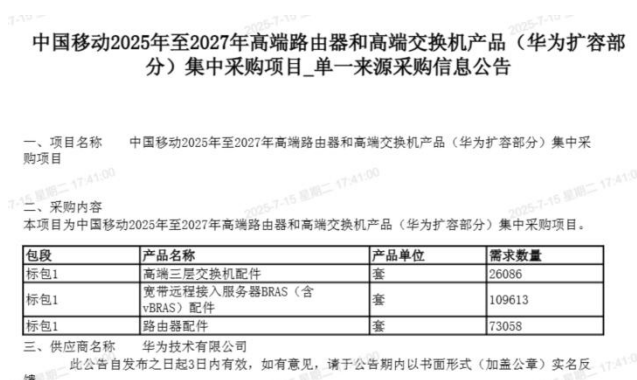 中国移动2025年至2027年高端路由器和高端交换机产品（华为扩容部
分）集中采购项目_单一来源采购信息公告
一、项目名称 中国移动2025年至2027年高端路由器和高端交换机产品（华为扩容部分）集中采
购项目
2025-7-15 星期二 17:41:00
二、采购内容
本项目为中国移动2025年至2027年高端路由器和高端交换机产品（华为扩容部分）集中采购项目。
包段 产品名称 产品单位 需求数量
标包1 高端三层交换机配件 套 26086
标包1 宽带远程接入服务器BRAS（含
vBRAS）配件 套 109613
标包1 路由器配件 套 73058
三、供应商名称 华为技术有限公司
此公告自发布之日起3日内有效，如有意见，请于公告期内以书面形式（加盖公章）实名反